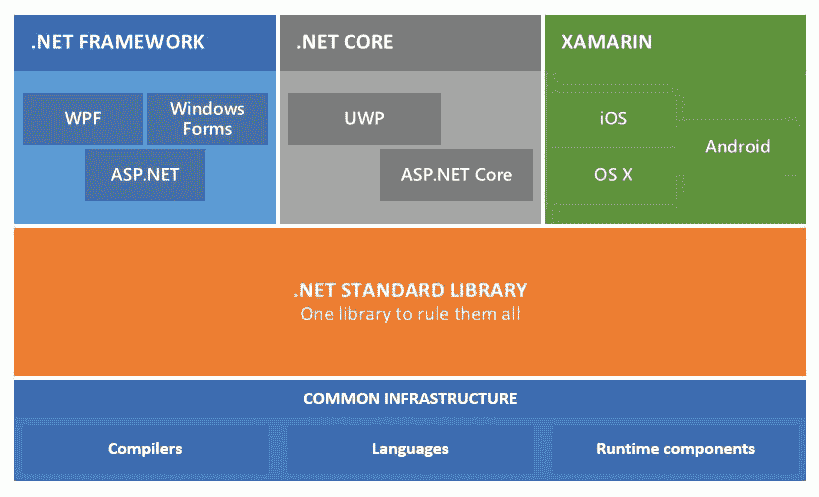 .NET FRAMEWORK
WPF
Windows
Forms
ASP.NET
.NET CORE
UWP
ASP.NET Core
XAMARIN
iOS
Android
OS X
.NET STANDARD LIBRARY
One library to rule them all
COMMON INFRASTRUCTURE
Compilers
Languages
Runtime components